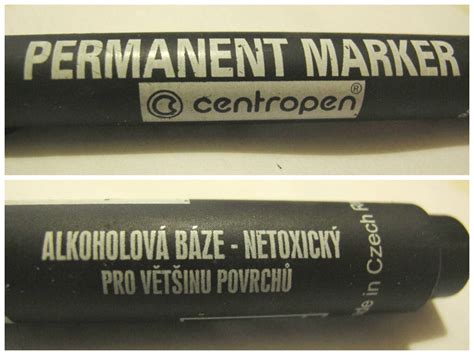 PERMANENT MARKER
centropen®
ALKOHOLOVÁ BÁZE - NETOXICKÝ
PRO VĚTŠINU POVRCHŮ
in Czech